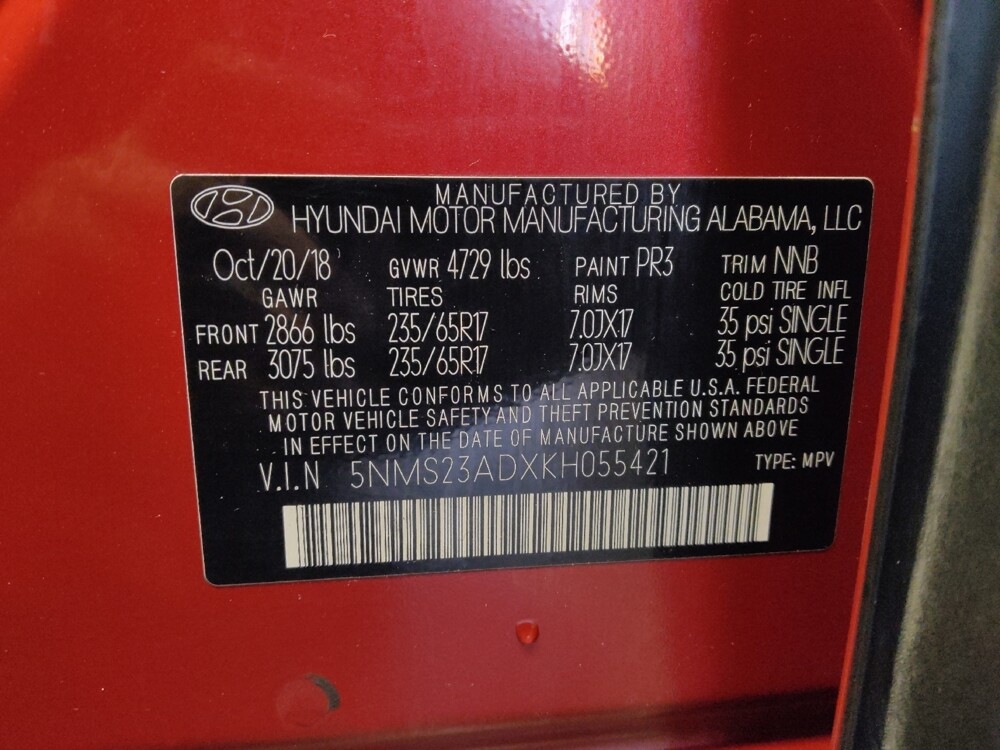 MANUFACTURED BY
HYUNDAI MOTOR MANUFACTURING ALABAMA, LLC
Oct/20/18 GVWR 4729 lbs PAINT PR3 TRIM NNB
GAWR TIRES RIMS COLD TIRE INFL
FRONT 2866 lbs 235/65R17 7.0JX17 35 psi SINGLE
REAR 3075 lbs 235/65R17 7.0JX17 35 psi SINGLE
THIS VEHICLE CONFORMS TO ALL APPLICABLE U.S.A. FEDERAL
MOTOR VEHICLE SAFETY AND THEFT PREVENTION STANDARDS
IN EFFECT ON THE DATE OF MANUFACTURE SHOWN ABOVE
V.I.N 5NMS23ADXKH055421 TYPE: MPV